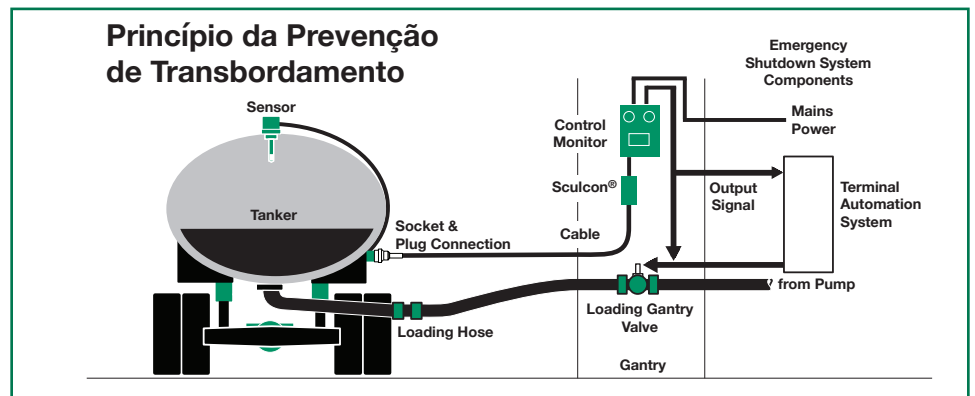 Princípio da Prevenção
de Transbordamento
Emergency
Shutdown System
Components
Sensor
Mains
Power
Control
Monitor
Sculcon®
Output
Signal
Terminal
Automation
System
Tanker
Socket &
Plug Connection
Cable
from Pump
Loading Hose
Loading Gantry
Valve
Gantry